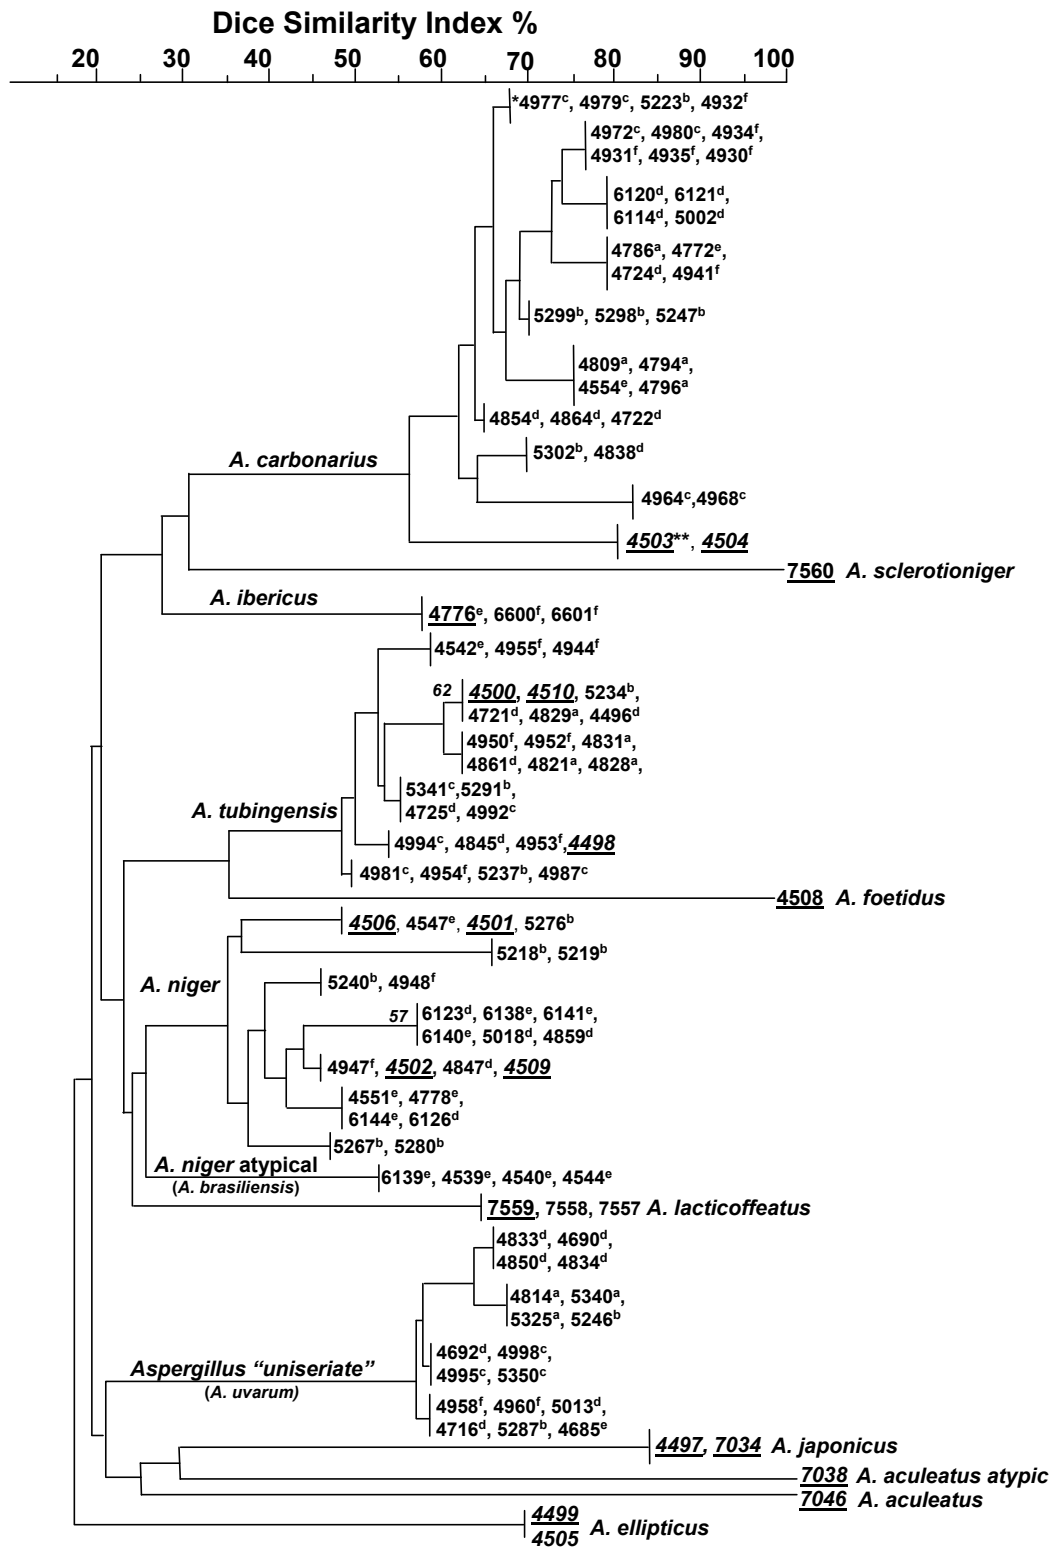 Dice Similarity Index %
20 30 40 50 60 70 80 90 100
*4977ᶜ, 4979ᶜ, 5223ᵇ, 4932ᶠ
4972ᶜ, 4980ᶜ, 4934ᶠ,
4931ᶠ, 4935ᶠ, 4930ᶠ
6120ᵈ, 6121ᵈ,
6114ᵈ, 5002ᵈ
4786ᵃ, 4772ᵉ,
4724ᵈ, 4941ᶠ
5299ᵇ, 5298ᵇ, 5247ᵇ
4809ᵃ, 4794ᵃ,
4554ᵉ, 4796ᵃ
4854ᵈ, 4864ᵈ, 4722ᵈ
5302ᵇ, 4838ᵈ
A. carbonarius
4964ᶜ,4968ᶜ
4503**, 4504
7560 A. sclerotioniger
A. ibericus
4776ᵉ, 6600ᶠ, 6601ᶠ
4542ᵉ, 4955ᶠ, 4944ᶠ
62 4500, 4510, 5234ᵇ,
4721ᵈ, 4829ᵃ, 4496ᵈ
4950ᶠ, 4952ᶠ, 4831ᵃ,
4861ᵈ, 4821ᵃ, 4828ᵃ,
5341ᶜ,5291ᵇ,
4725ᵈ, 4992ᶜ
A. tubingensis
4994ᶜ, 4845ᵈ, 4953ᶠ,4498
4981ᶜ, 4954ᶠ, 5237ᵇ, 4987ᶜ
4508 A. foetidus
4506, 4547ᵉ, 4501, 5276ᵇ
5218ᵇ, 5219ᵇ
A. niger
5240ᵇ, 4948ᶠ
57 6123ᵈ, 6138ᵉ, 6141ᵉ,
6140ᵉ, 5018ᵈ, 4859ᵈ
4947ᶠ, 4502, 4847ᵈ, 4509
4551ᵉ, 4778ᵉ,
6144ᵉ, 6126ᵈ
5267ᵇ, 5280ᵇ
A. niger atypical
(A. brasiliensis)
6139ᵉ, 4539ᵉ, 4540ᵉ, 4544ᵉ
7559, 7558, 7557 A. lacticoffeatus
4833ᵈ, 4690ᵈ,
4850ᵈ, 4834ᵈ
4814ᵃ, 5340ᵃ,
5325ᵃ, 5246ᵇ
4692ᵈ, 4998ᶜ,
4995ᶜ, 5350ᶜ
Aspergillus “uniseriate”
(A. uvarum)
4958ᶠ, 4960ᶠ, 5013ᵈ,
4716ᵈ, 5287ᵇ, 4685ᵉ
4497, 7034 A. japonicus
7038 A. aculeatus atypic
7046 A. aculeatus
4499
4505 A. ellipticus